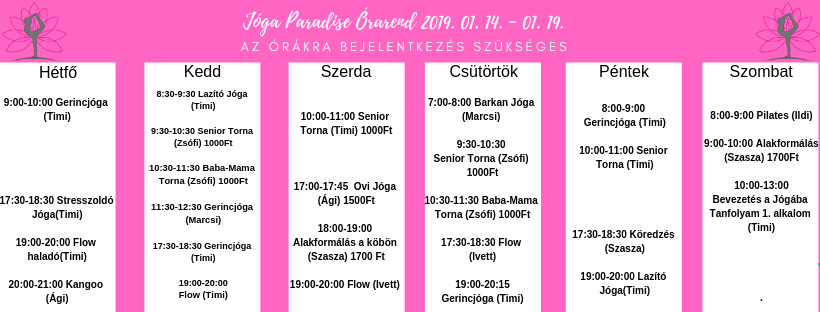 Jóga Paradise Órarend 2019. 01. 14. - 01. 19.
AZ ÓRÁKRA BEJELENTKEZÉS SZÜKSÉGES
Hétfő
9:00-10:00 Gerincjóga
(Timi)
17:30-18:30 Stresszoldó
Jóga(Timi)
19:00-20:00 Flow
haladó(Timi)
20:00-21:00 Kangoo
(Ági)
Kedd
8:30-9:30 Lazító Jóga
(Timi)
9:30-10:30 Senior Torna
(Zsófi) 1000Ft
10:30-11:30 Baba-Mama
Torna (Zsófi) 1000Ft
11:30-12:30 Gerincjóga
(Marcsi)
17:30-18:30 Gerincjóga
(Timi)
19:00-20:00
Flow (Timi)
Szerda
10:00-11:00 Senior
Torna (Timi) 1000Ft
17:00-17:45 Ovi Jóga
(Ági) 1500Ft
18:00-19:00
Alakformálás a köbön
(Szasza) 1700 Ft
19:00-20:00 Flow (Ivett)
Csütörtök
7:00-8:00 Barkan Jóga
(Marcsi)
9:30-10:30
Senior Torna (Zsófi)
1000Ft
10:30-11:30 Baba-Mama
Torna (Zsófi) 1000Ft
17:30-18:30 Flow
(Ivett)
19:00-20:15
Gerincjóga (Timi)
Péntek
8:00-9:00
Gerincjóga (Timi)
10:00-11:00 Senior
Torna (Timi)
17:30-18:30 Köredzés
(Szasza)
19:00-20:00 Lazító
Jóga(Timi)
Szombat
8:00-9:00 Pilates (Ildi)
9:00-10:00 Alakformálás
(Szasza) 1700Ft
10:00-13:00
Bevezetés a Jógába
Tanfolyam 1. alkalom
(Timi)
.